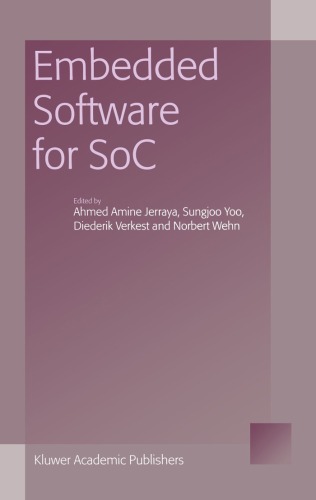 Embedded
Software
for SoC
Edited by
Ahmed Amine Jerraya, Sungjoo Yoo,
Diederik Verkest and Norbert Wehn
Kluwer Academic Publishers